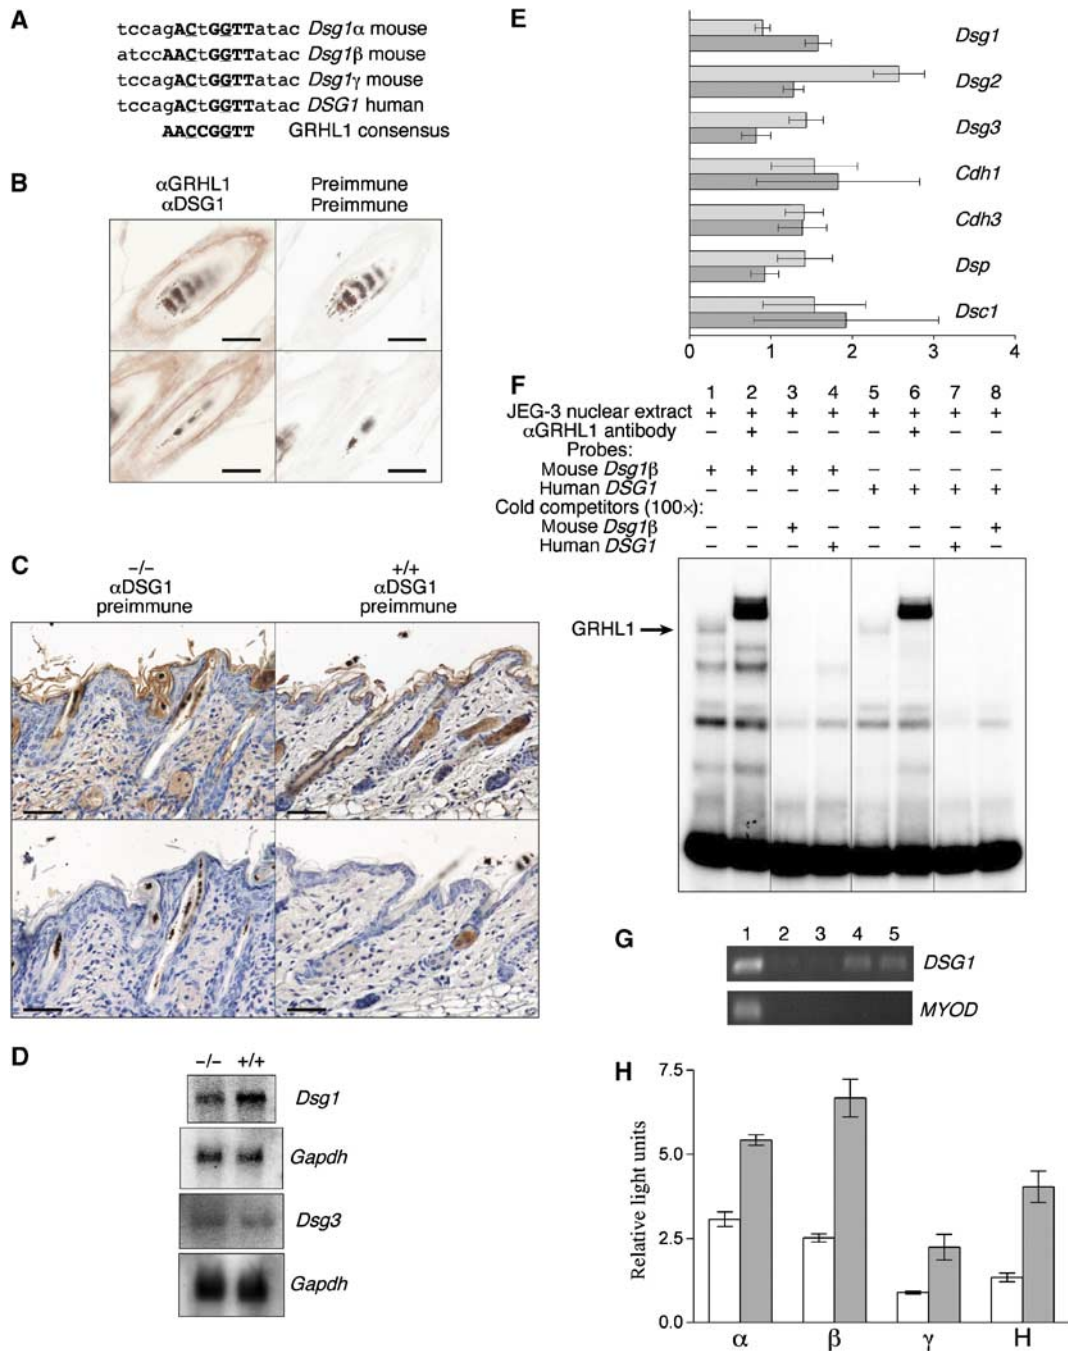 A
tccagACtGGTTatac Dsg1α mouse
atccAACtGGTTatac Dsg1β mouse
tccagACtGGTTatac Dsg1γ mouse
tccagACtGGTTatac DSG1 human
AACCGGTT GRHL1 consensus
B
αGRHL1 Preimmune
αDSG1 Preimmune
C
–/– +/+
αDSG1 αDSG1
preimmune preimmune
D
–/– +/+
Dsg1
Gapdh
Dsg3
Gapdh
E
Dsg1
Dsg2
Dsg3
Cdh1
Cdh3
Dsp
Dsc1
0 1 2 3 4
F
1 2 3 4 5 6 7 8
JEG-3 nuclear extract + + + + + + + +
αGRHL1 antibody – + – – – + – –
Probes:
Mouse Dsg1β + + + + – – – –
Human DSG1 – – – – + + + +
Cold competitors (100×):
Mouse Dsg1β – – + – – – – +
Human DSG1 – – – + – – + –
GRHL1
G
1 2 3 4 5
DSG1
MYOD
H
Relative light units
7.5
5.0
2.5
0.0
α β γ H